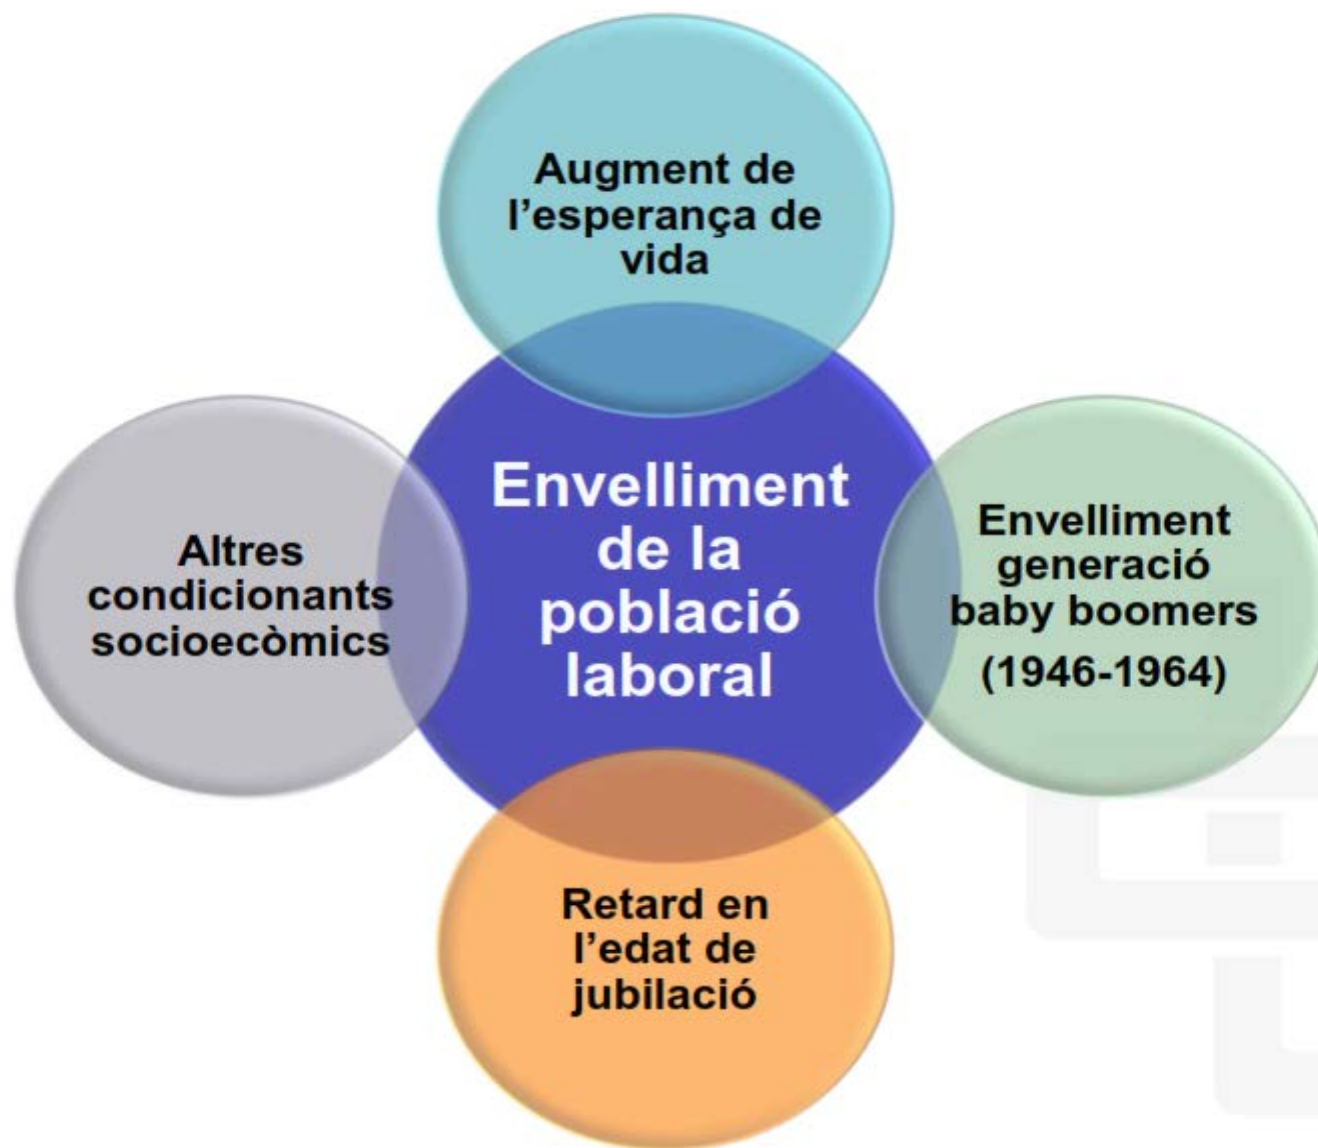 Augment de
l’esperança de
vida
Envelliment
de la
població
laboral
Envelliment
generació
baby boomers
(1946-1964)
Retard en
l’edat de
jubilació
Altres
condicionants
socioecòmics